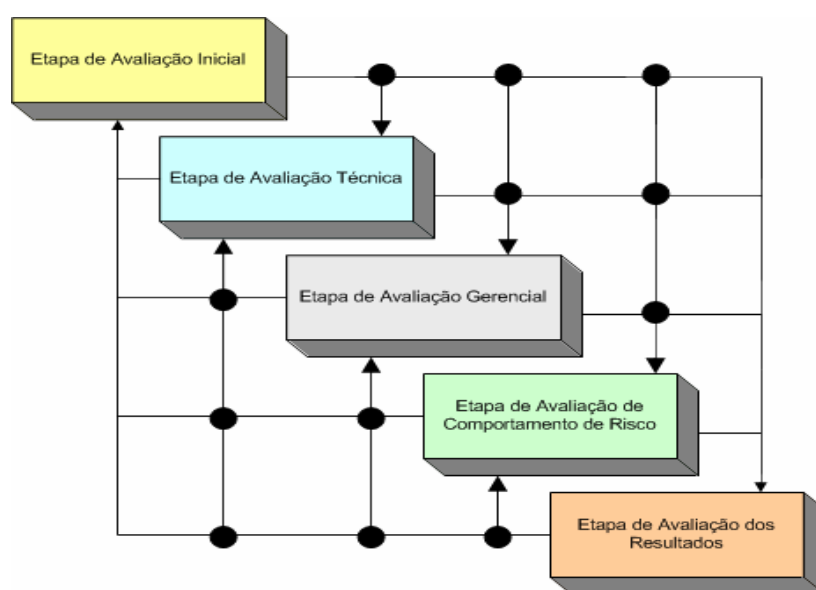 Etapa de Avaliação Inicial
Etapa de Avaliação Técnica
Etapa de Avaliação Gerencial
Etapa de Avaliação de
Comportamento de Risco
Etapa de Avaliação dos
Resultados